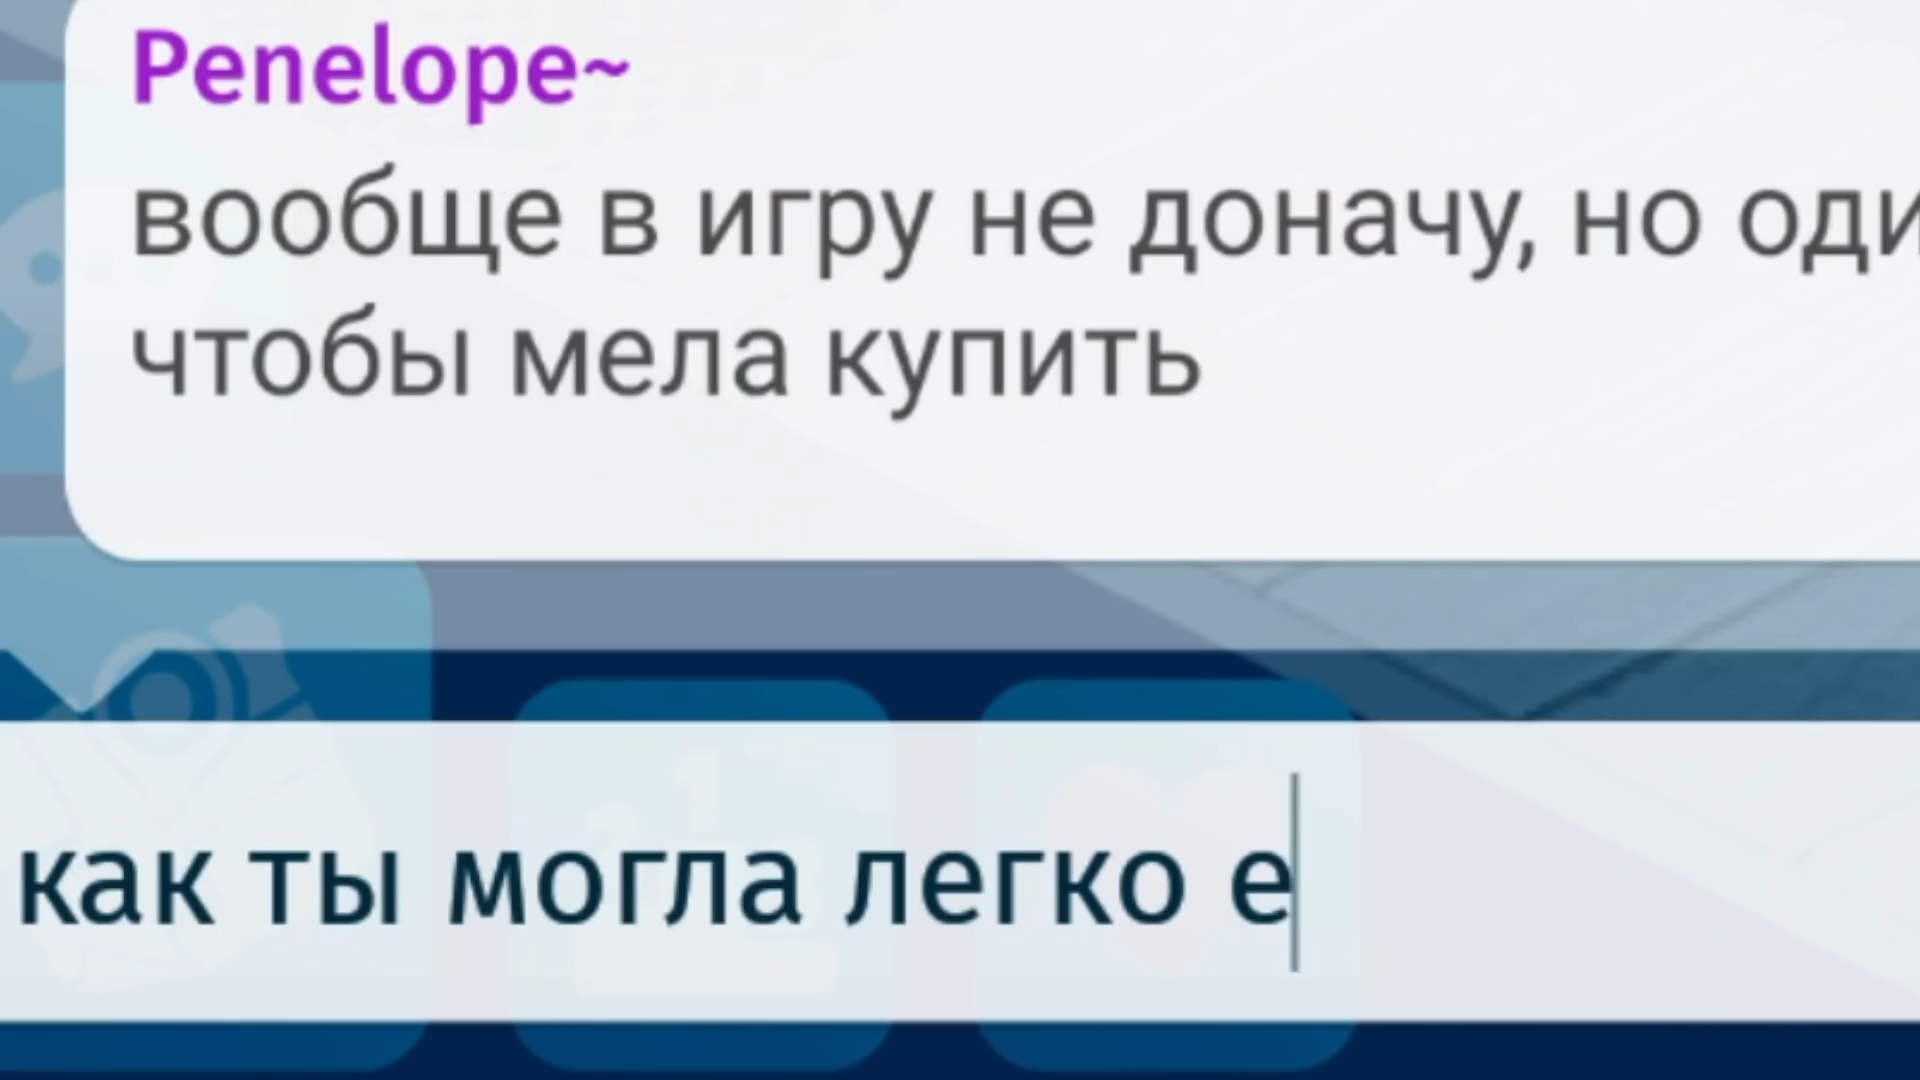 Penelope~
вообще в игру не доначу, но оди
чтобы мела купить
как ты могла легко е